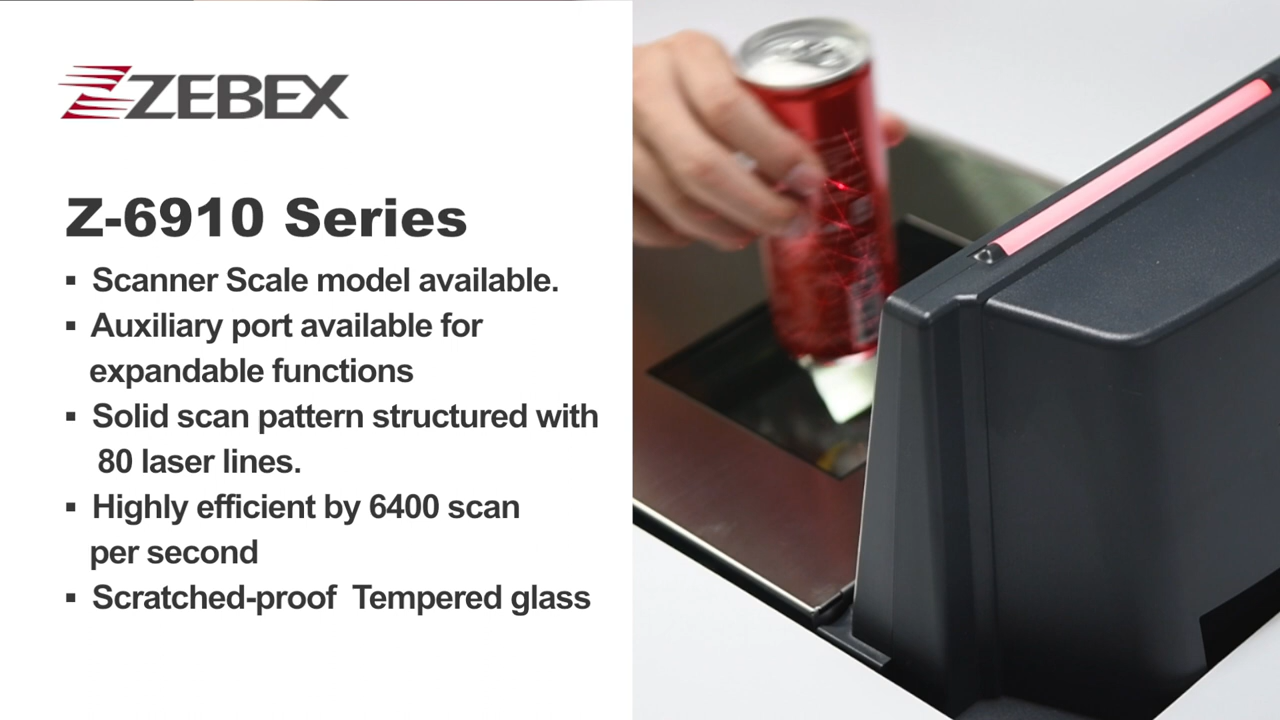 ZEBEX
Z-6910 Series
▪ Scanner Scale model available.
▪ Auxiliary port available for
expandable functions
▪ Solid scan pattern structured with
80 laser lines.
▪ Highly efficient by 6400 scan
per second
▪ Scratched-proof Tempered glass